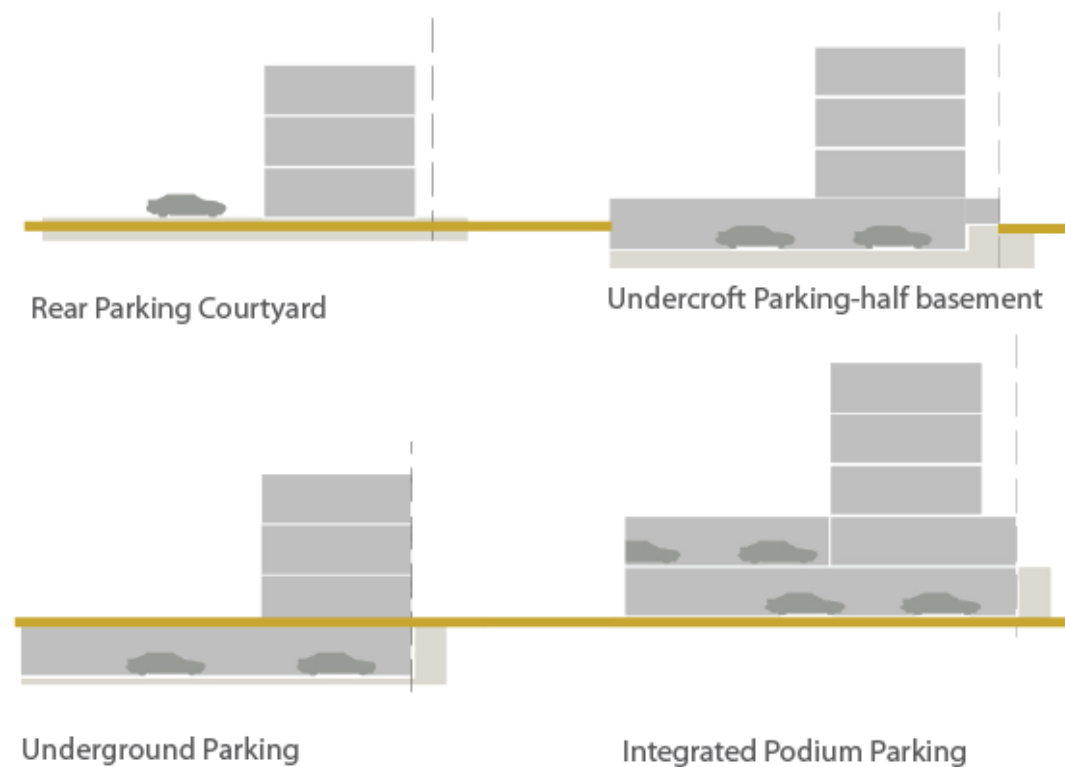 Rear Parking Courtyard
Undercroft Parking-half basement
Underground Parking
Integrated Podium Parking